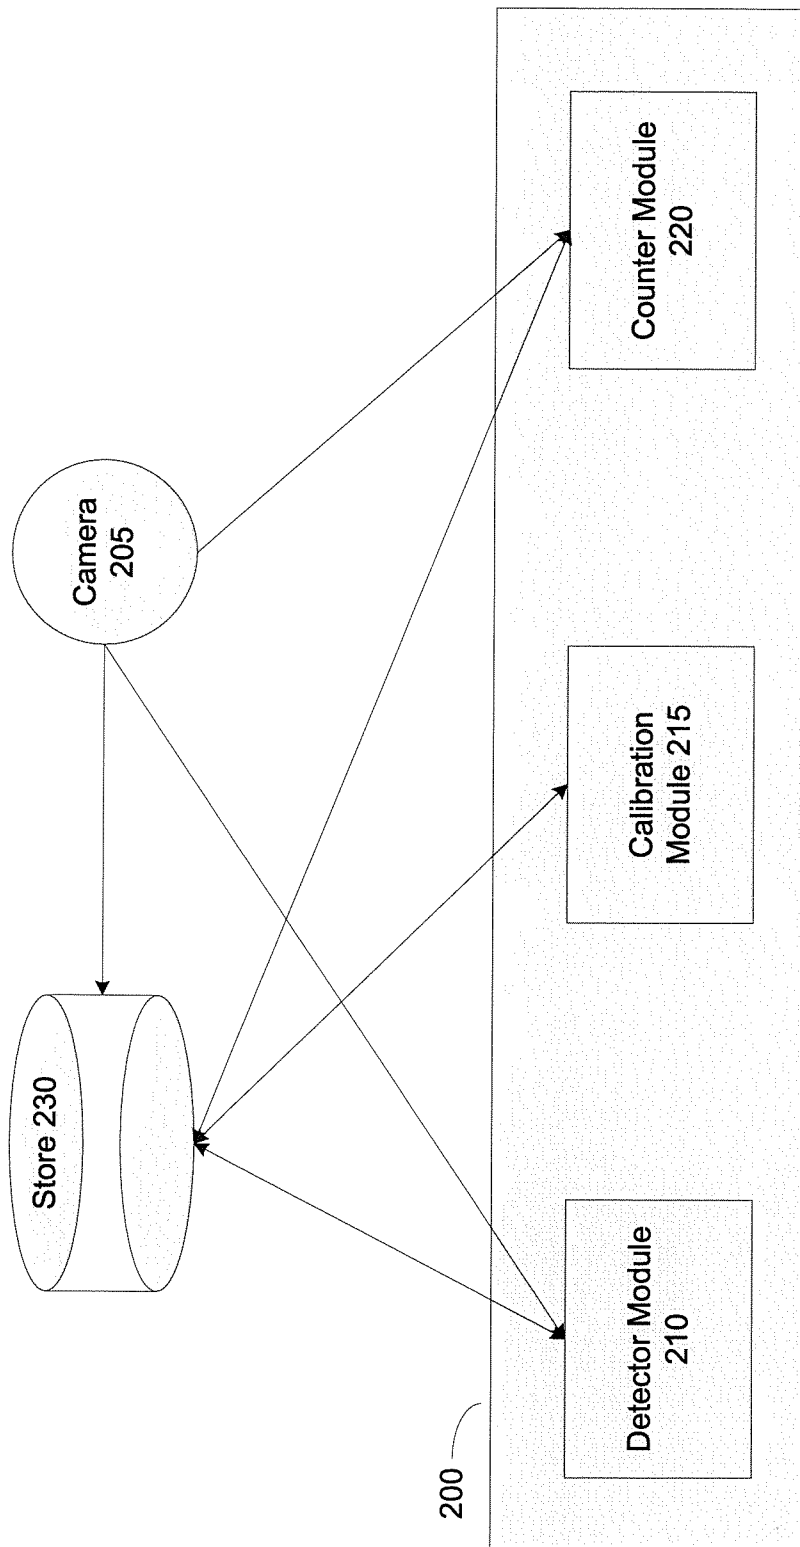 Store 230
Camera
205
200
Detector Module
210
Calibration
Module 215
Counter Module
220